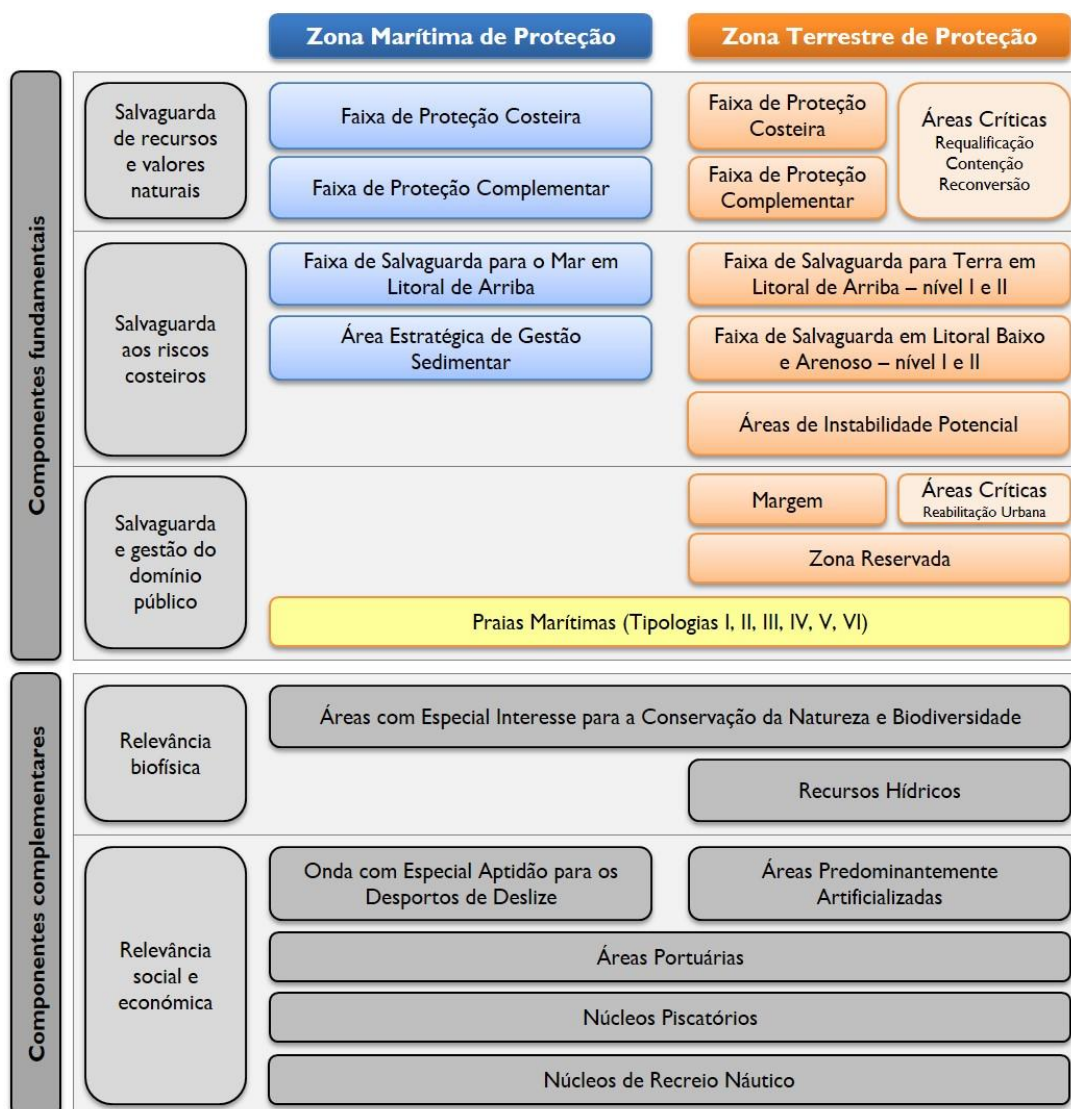 Zona Marítima de Proteção
Zona Terrestre de Proteção
Componentes fundamentais
Salvaguarda
de recursos
e valores
naturais
Faixa de Proteção Costeira
Faixa de Proteção Complementar
Faixa de Proteção
Costeira
Faixa de Proteção
Complementar
Áreas Críticas
Requalificação
Contenção
Reconversão
Salvaguarda
aos riscos
costeiros
Faixa de Salvaguarda para o Mar em
Litoral de Arriba
Área Estratégica de Gestão
Sedimentar
Faixa de Salvaguarda para Terra em
Litoral de Arriba – nível I e II
Faixa de Salvaguarda em Litoral Baixo
e Arenoso – nível I e II
Áreas de Instabilidade Potencial
Salvaguarda
e gestão do
domínio
público
Margem
Áreas Críticas
Reabilitação Urbana
Zona Reservada
Praias Marítimas (Tipologias I, II, III, IV, V, VI)
Componentes complementares
Relevância
biofísica
Áreas com Especial Interesse para a Conservação da Natureza e Biodiversidade
Recursos Hídricos
Relevância
social e
económica
Onda com Especial Aptidão para os
Desportos de Deslize
Áreas Predominantemente
Artificializadas
Áreas Portuárias
Núcleos Piscatórios
Núcleos de Recreio Náutico